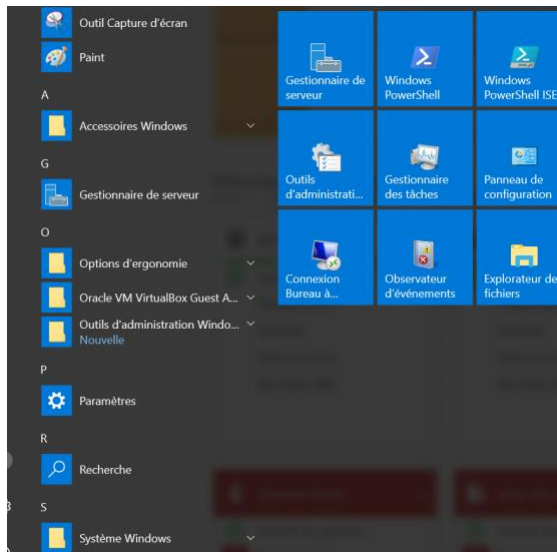 Outil Capture d'écran
Paint
A
Accessoires Windows
G
Gestionnaire de serveur
O
Options d'ergonomie
Oracle VM VirtualBox Guest A...
Outils d'administration Windo...
Nouvelle
P
Paramètres
R
Recherche
S
Système Windows
Gestionnaire de
serveur
Windows
PowerShell
Windows
PowerShell ISE
Outils
d'administrati...
Gestionnaire
des tâches
Panneau de
configuration
Connexion
Bureau à...
Observateur
d'événements
Explorateur de
fichiers